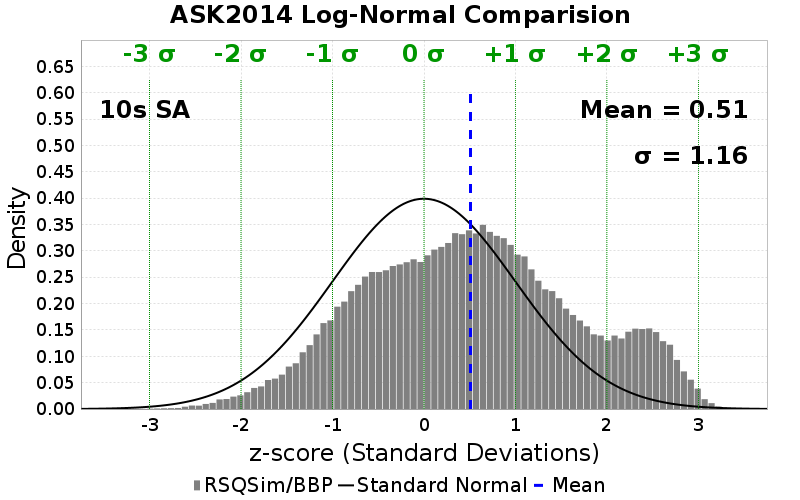 ASK2014 Log-Normal Comparision
-3 σ -2 σ -1 σ 0 σ +1 σ +2 σ +3 σ
10s SA
Mean = 0.51
σ = 1.16
Density
0.65
0.60
0.55
0.50
0.45
0.40
0.35
0.30
0.25
0.20
0.15
0.10
0.05
0.00
-3 -2 -1 0 1 2 3
z-score (Standard Deviations)
RSQSim/BBP Standard Normal Mean